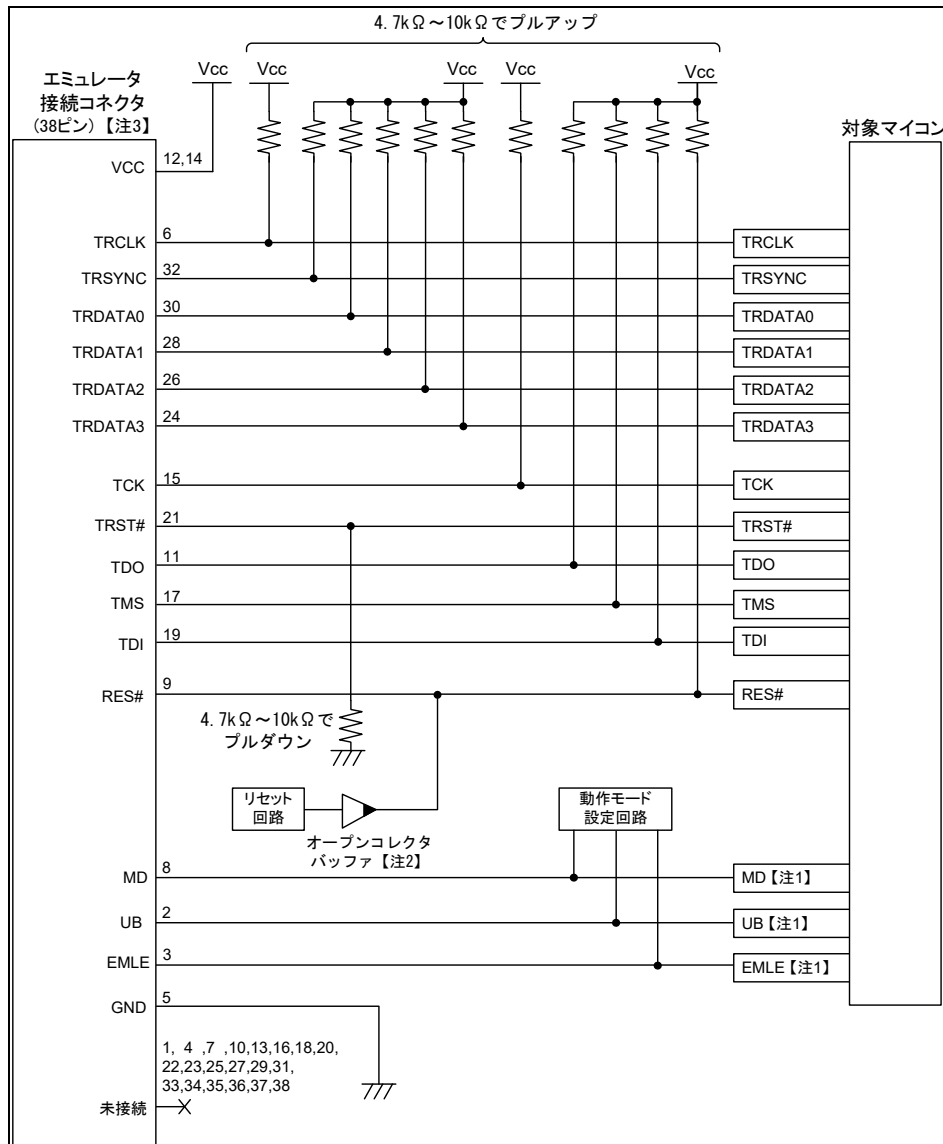 4.7kΩ～10kΩでプルアップ
Vcc
Vcc
Vcc
Vcc
Vcc
エミュレータ
接続コネクタ
(38ピン)【注3】
対象マイコン
VCC
12,14
TRCLK
6
TRCLK
TRSYNC
32
TRSYNC
TRDATA0
30
TRDATA0
TRDATA1
28
TRDATA1
TRDATA2
26
TRDATA2
TRDATA3
24
TRDATA3
TCK
15
TCK
TRST#
21
TRST#
TDO
11
TDO
TMS
17
TMS
TDI
19
TDI
RES#
9
RES#
4.7kΩ～10kΩで
プルダウン
リセット
回路
オープンコレクタ
バッファ【注2】
動作モード
設定回路
MD
8
MD【注1】
UB
2
UB【注1】
EMLE
3
EMLE【注1】
GND
5
1, 4 ,7 ,10,13,16,18,20,
22,23,25,27,29,31,
33,34,35,36,37,38
未接続